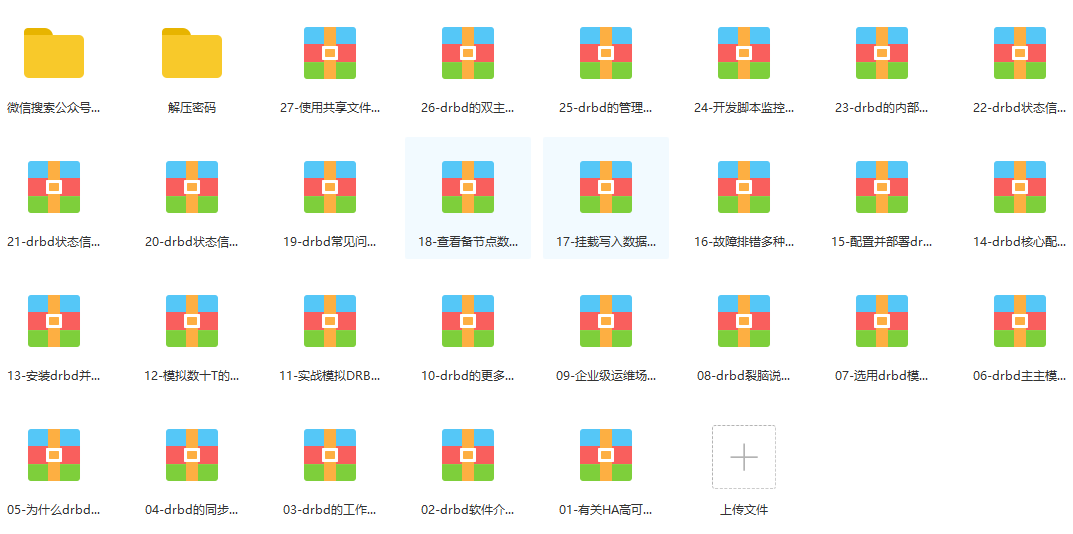 微信搜索公众号...
解压密码
27-使用共享文件...
26-drbd的双主...
25-drbd的管理...
24-开发脚本监控...
23-drbd的内部...
22-drbd状态信...
21-drbd状态信...
20-drbd状态信...
19-drbd常见问...
18-查看备节点数...
17-挂载写入数据...
16-故障排错多种...
15-配置并部署dr...
14-drbd核心配...
13-安装drbd并...
12-模拟数十T的...
11-实战模拟DRB...
10-drbd的更多...
09-企业级运维场...
08-drbd裂脑说...
07-选用drbd模...
06-drbd主主模...
05-为什么drbd...
04-drbd的同步...
03-drbd的工作...
02-drbd软件介...
01-有关HA高可...
上传文件